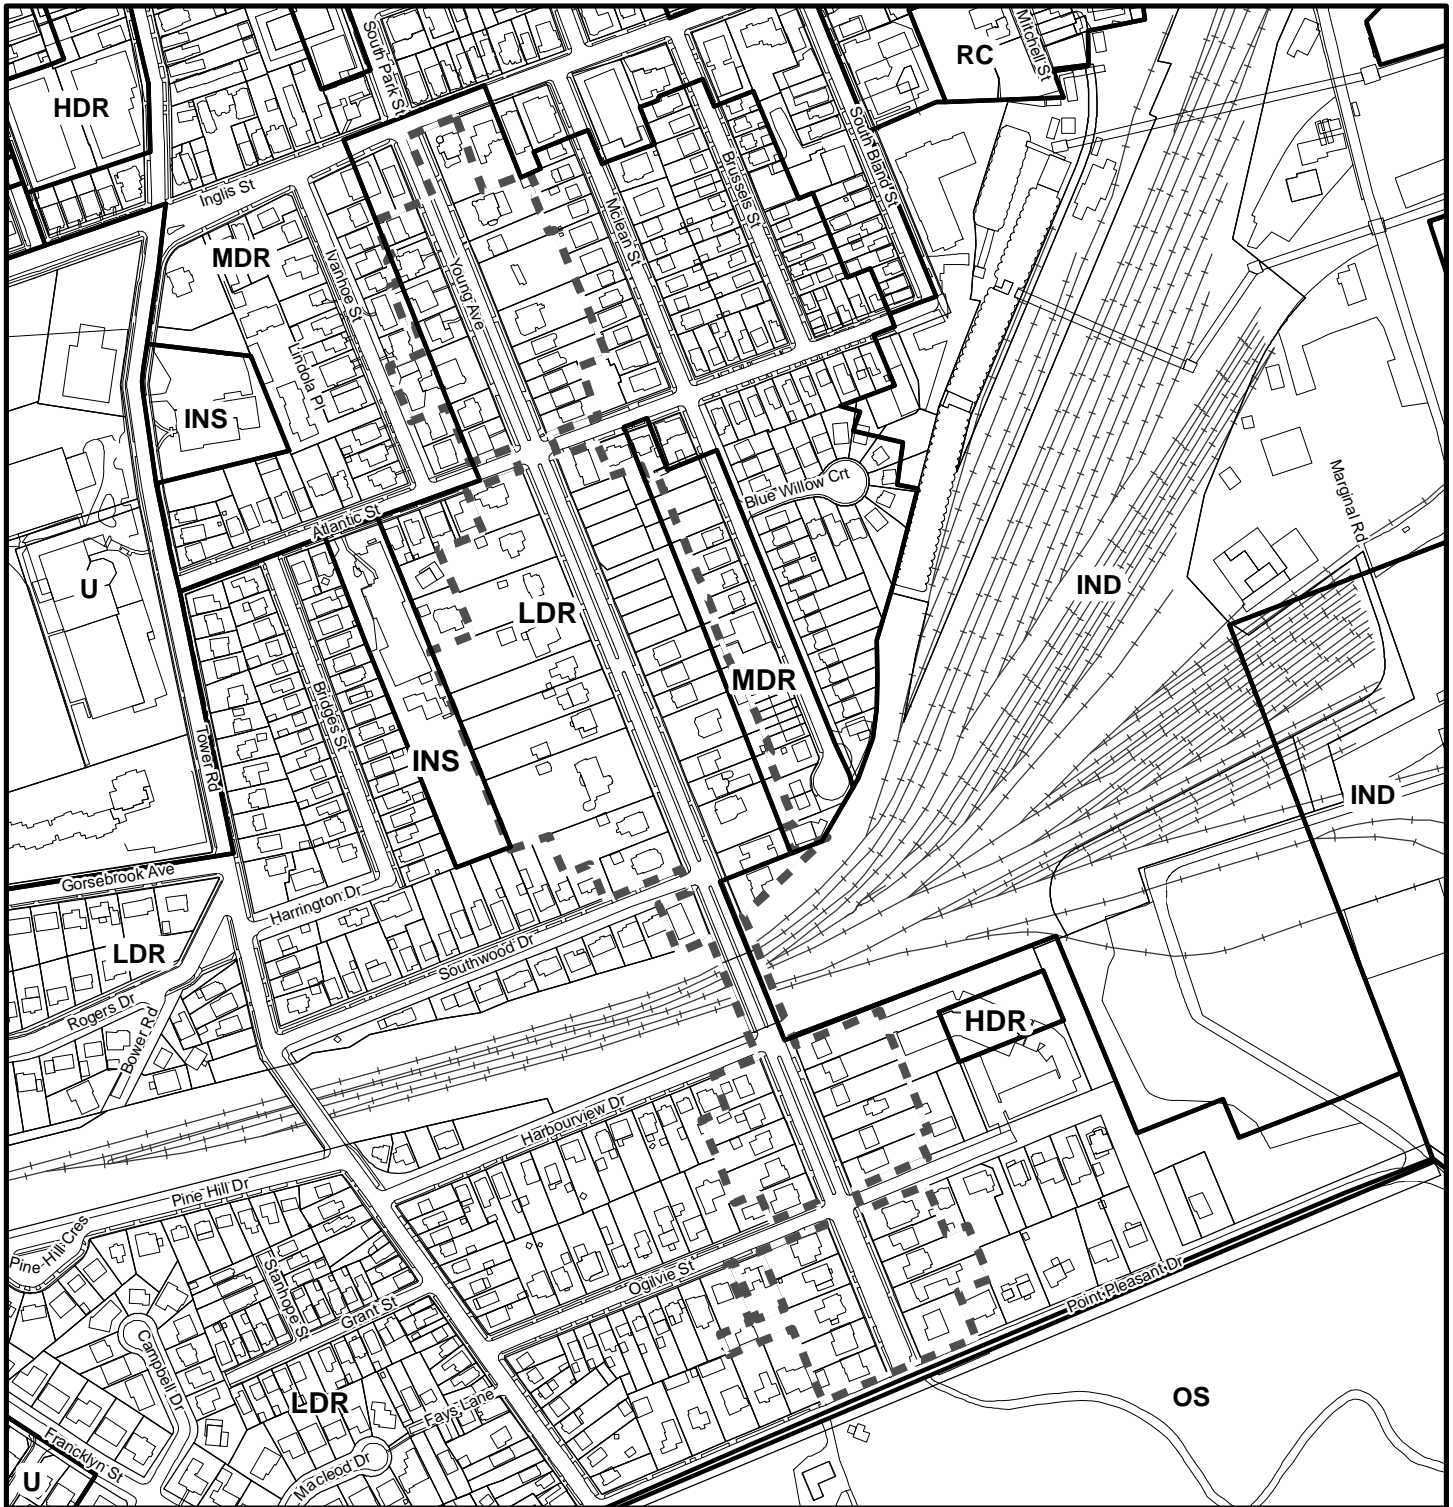 South Park St
Mitchell St
RC
HDR
South Bland St
Brussels St
Inglis St
Mclean St
MDR
Ivanhoe St
Young Ave
Lindola Pl
INS
Blue Willow Crt
Marginal Rd
Atlantic St
U
IND
LDR
MDR
Bridges St
Tower Rd
INS
IND
Gorsebrook Ave
Harrington Dr
LDR
Southwood Dr
Rogers Dr
Bower Rd
HDR
Harbourview Dr
Pine Hill Dr
Pine Hill Cres
Stanhope St
Ogilvie St
Point Pleasant Dr
Grant St
Campbell Dr
LDR
Fays Lane
OS
Francklyn St
Macleod Dr
U